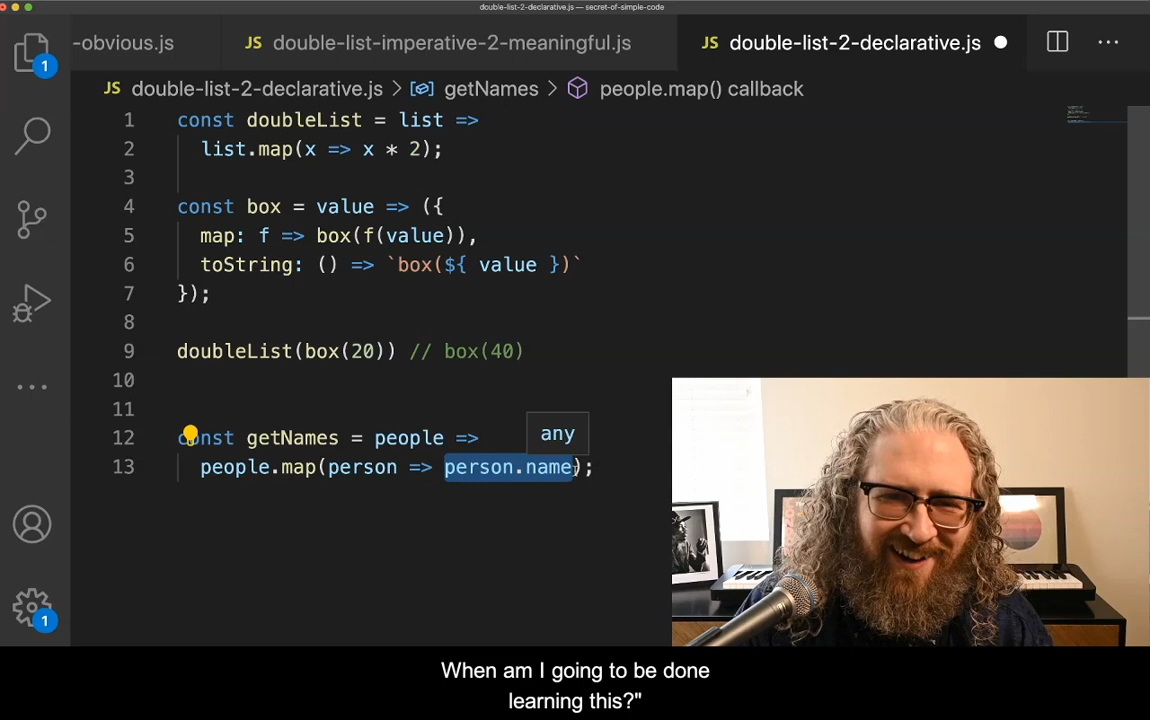 double-list-2-declarative.js — secret-of-simple-code
-obvious.js
JS double-list-imperative-2-meaningful.js
JS double-list-2-declarative.js
1
JS double-list-2-declarative.js > getNames > people.map() callback
1 const doubleList = list =>
2 list.map(x => x * 2);
3
4 const box = value => ({
5 map: f => box(f(value)),
6 toString: () => `box(${ value })`
7 });
8
9 doubleList(box(20)) // box(40)
10
11
any
12 const getNames = people =>
13 people.map(person => person.name);
1
When am I going to be done
learning this?"